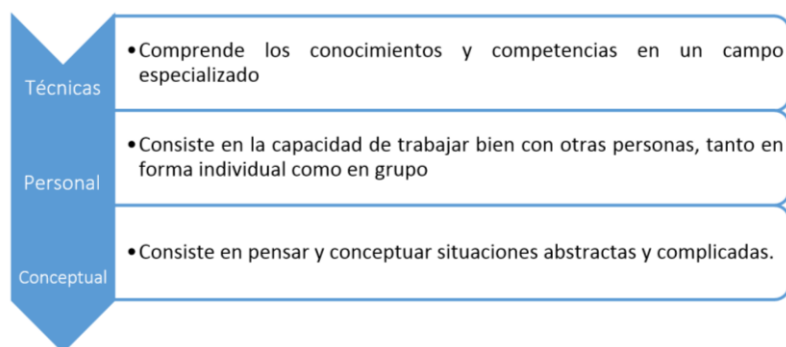 Técnicas
•Comprende los conocimientos y competencias en un campo
especializado
Personal
•Consiste en la capacidad de trabajar bien con otras personas, tanto en
forma individual como en grupo
Conceptual
•Consiste en pensar y conceptuar situaciones abstractas y complicadas.